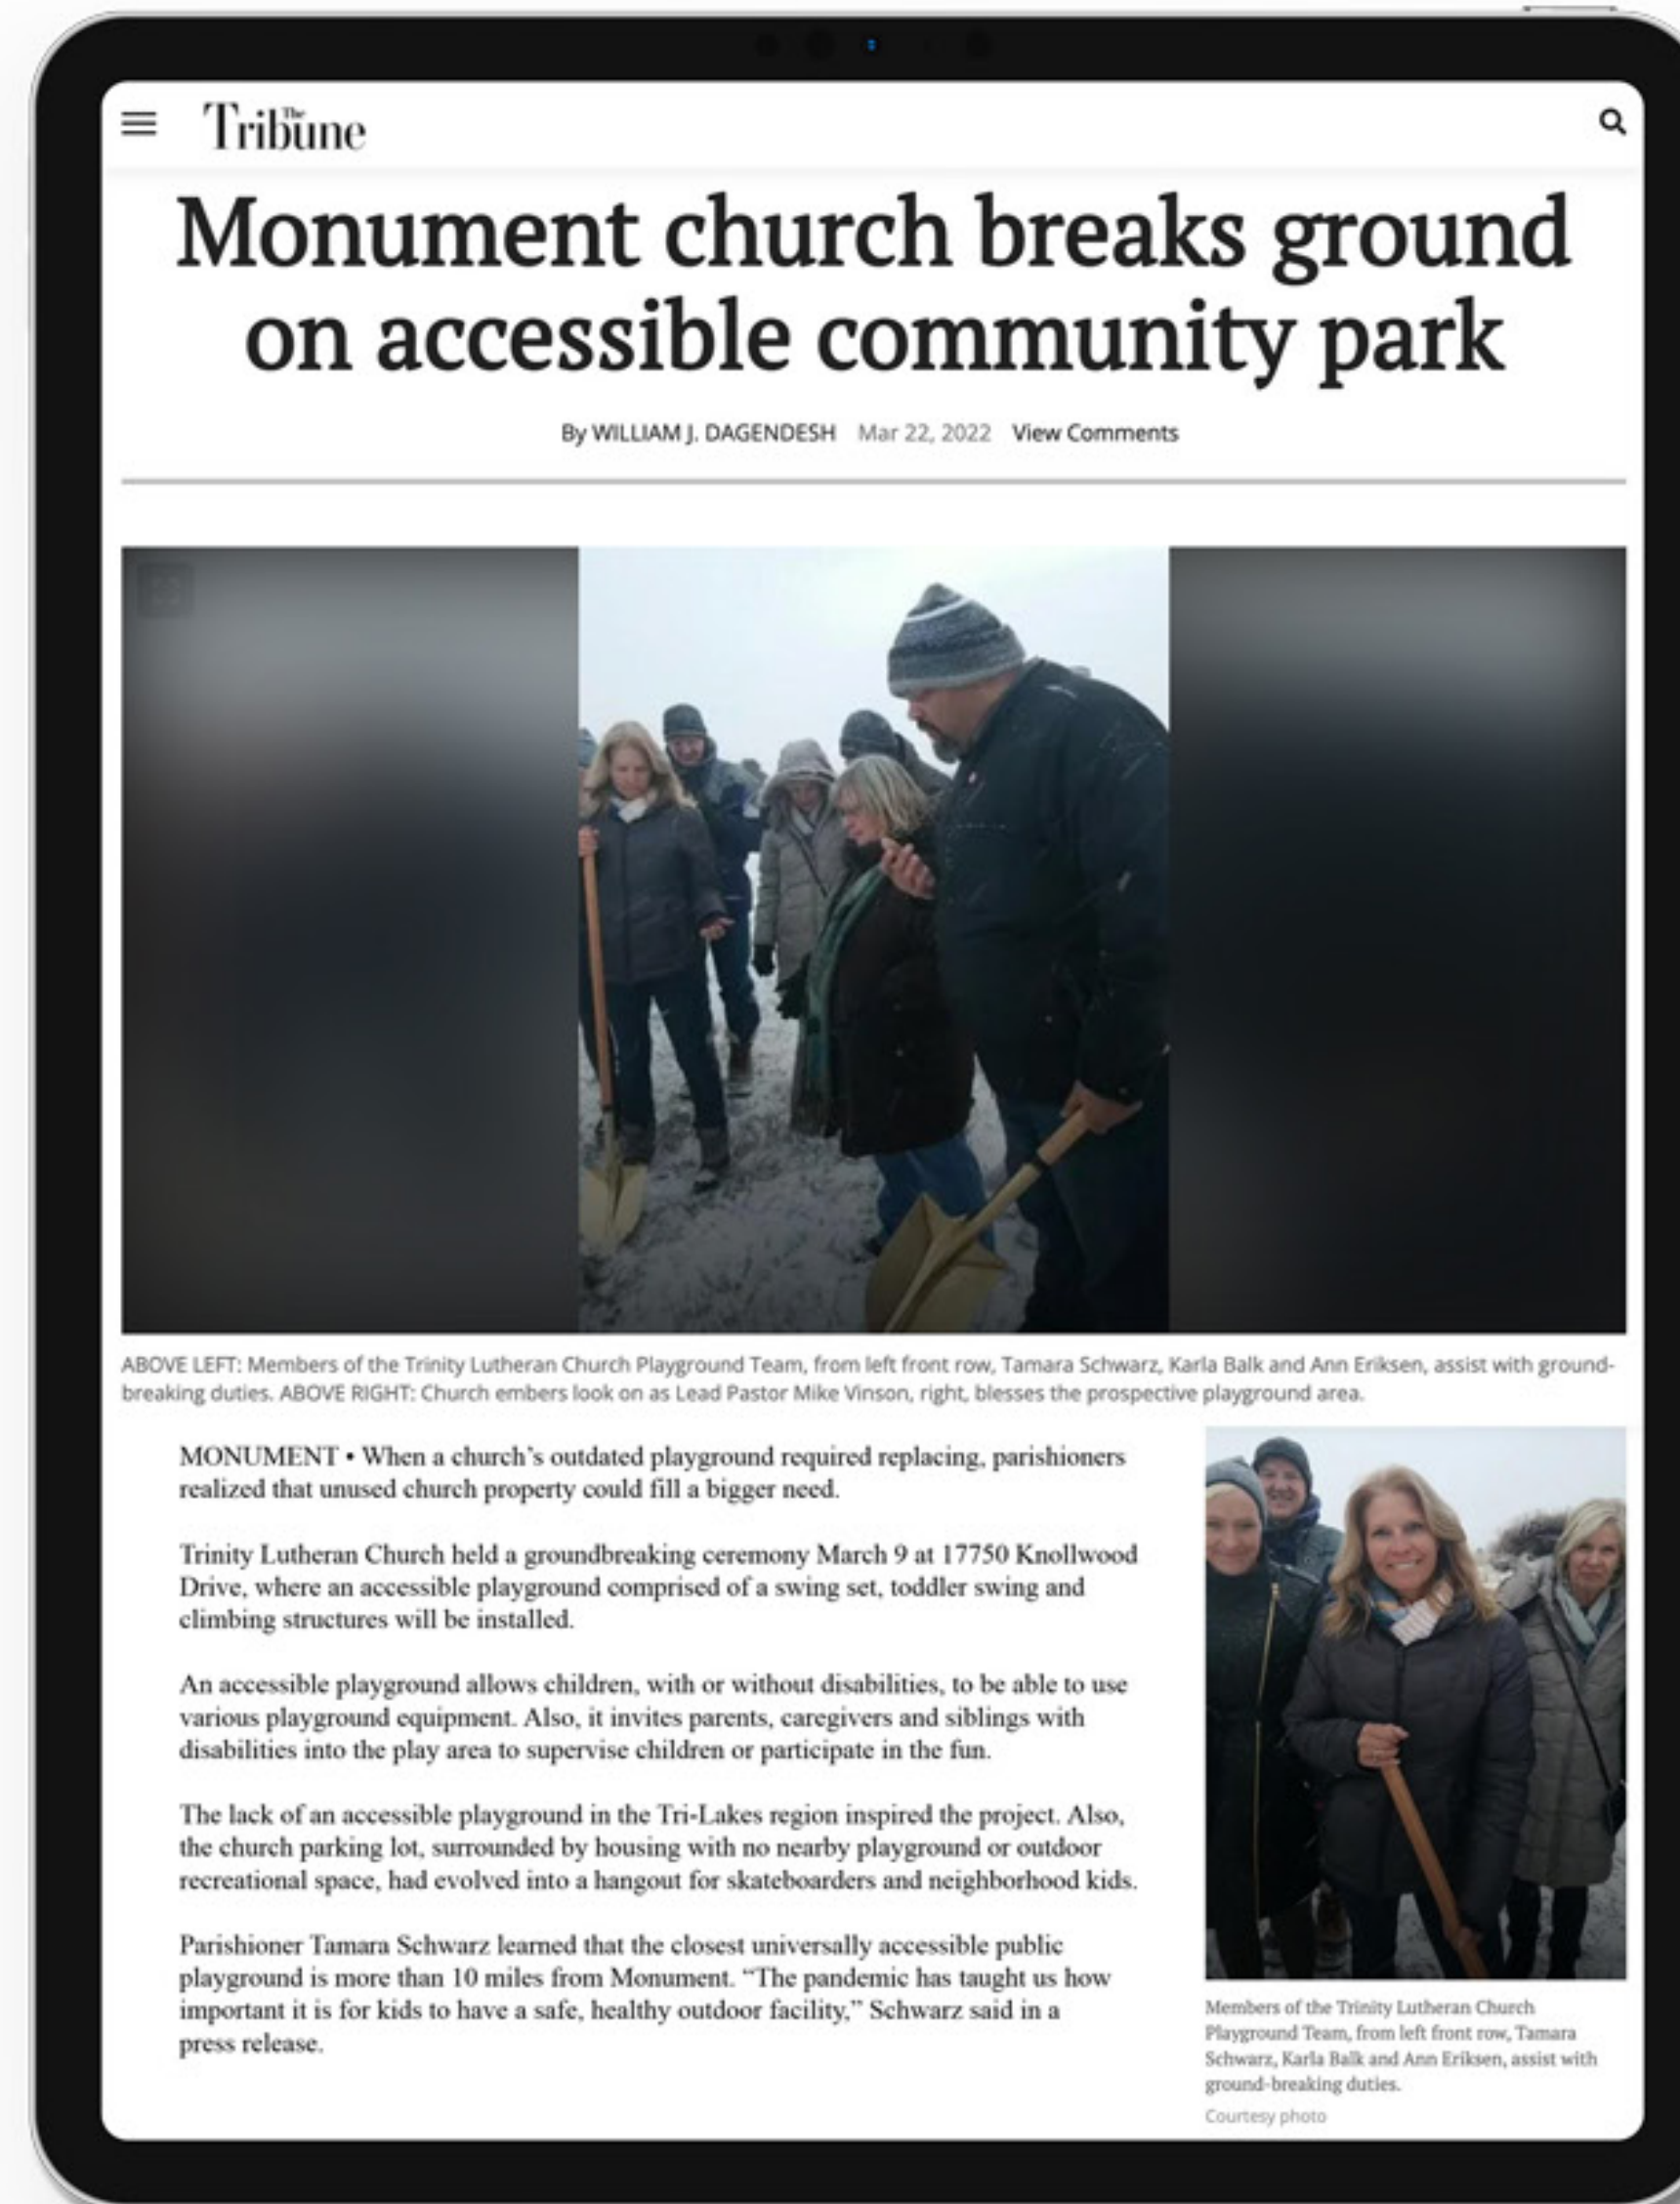 The Tribune
Monument church breaks ground
on accessible community park
By WILLIAM J. DAGENDESH Mar 22, 2022 View Comments
ABOVE LEFT: Members of the Trinity Lutheran Church Playground Team, from left front row, Tamara Schwarz, Karla Balk and Ann Eriksen, assist with ground-
breaking duties. ABOVE RIGHT: Church embers look on as Lead Pastor Mike Vinson, right, blesses the prospective playground area.
MONUMENT • When a church’s outdated playground required replacing, parishioners
realized that unused church property could fill a bigger need.
Trinity Lutheran Church held a groundbreaking ceremony March 9 at 17750 Knollwood
Drive, where an accessible playground comprised of a swing set, toddler swing and
climbing structures will be installed.
An accessible playground allows children, with or without disabilities, to be able to use
various playground equipment. Also, it invites parents, caregivers and siblings with
disabilities into the play area to supervise children or participate in the fun.
The lack of an accessible playground in the Tri-Lakes region inspired the project. Also,
the church parking lot, surrounded by housing with no nearby playground or outdoor
recreational space, had evolved into a hangout for skateboarders and neighborhood kids.
Parishioner Tamara Schwarz learned that the closest universally accessible public
playground is more than 10 miles from Monument. “The pandemic has taught us how
important it is for kids to have a safe, healthy outdoor facility,” Schwarz said in a
press release.
Members of the Trinity Lutheran Church
Playground Team, from left front row, Tamara
Schwarz, Karla Balk and Ann Eriksen, assist with
ground-breaking duties.
Courtesy photo